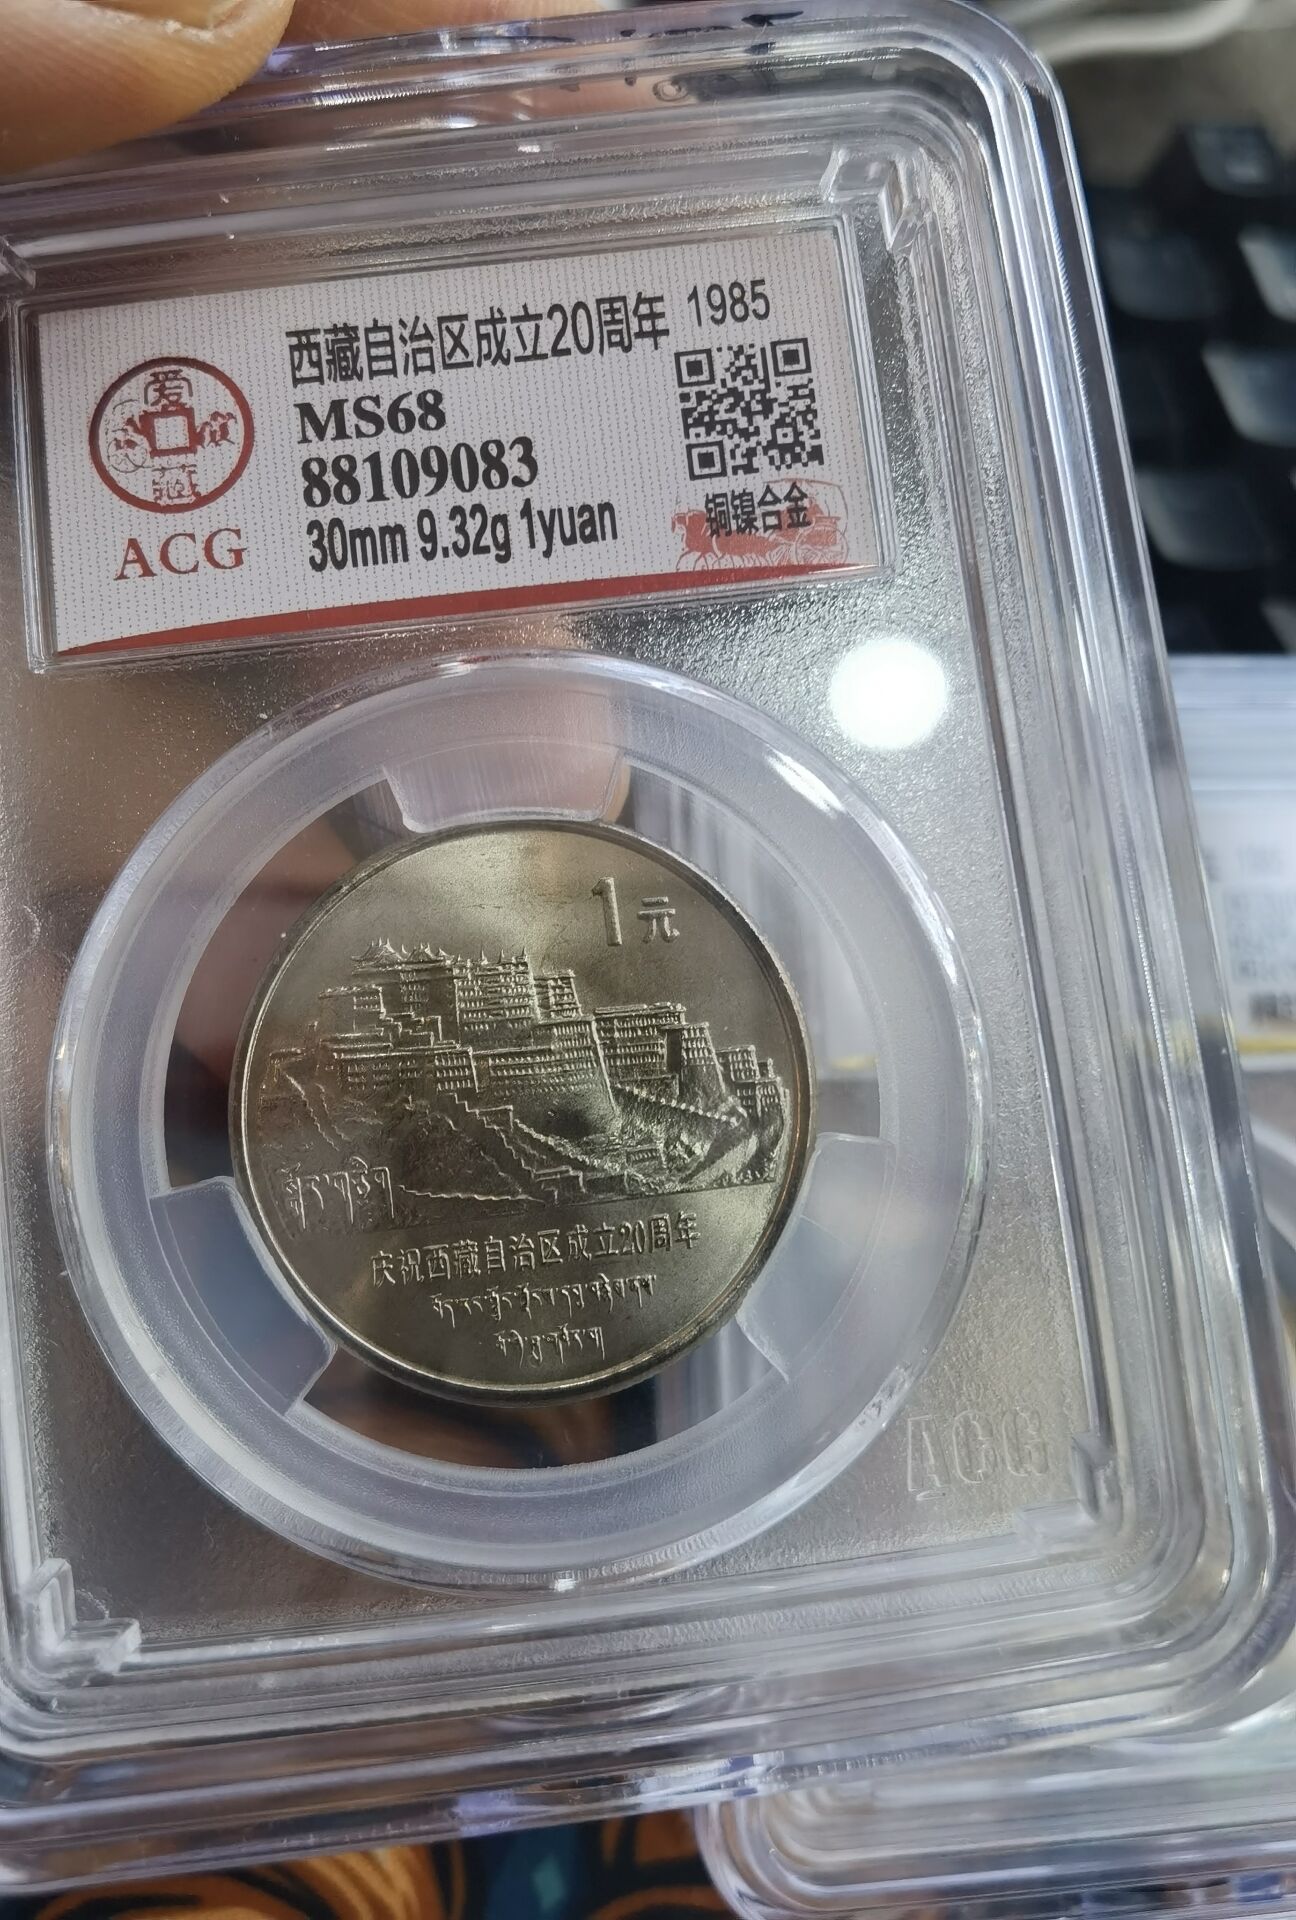 西藏自治区成立20周年 1985
MS68
88109083
30mm 9.32g 1yuan
铜镍合金
爱
藏
ACG
1元
庆祝西藏自治区成立20周年
ACG